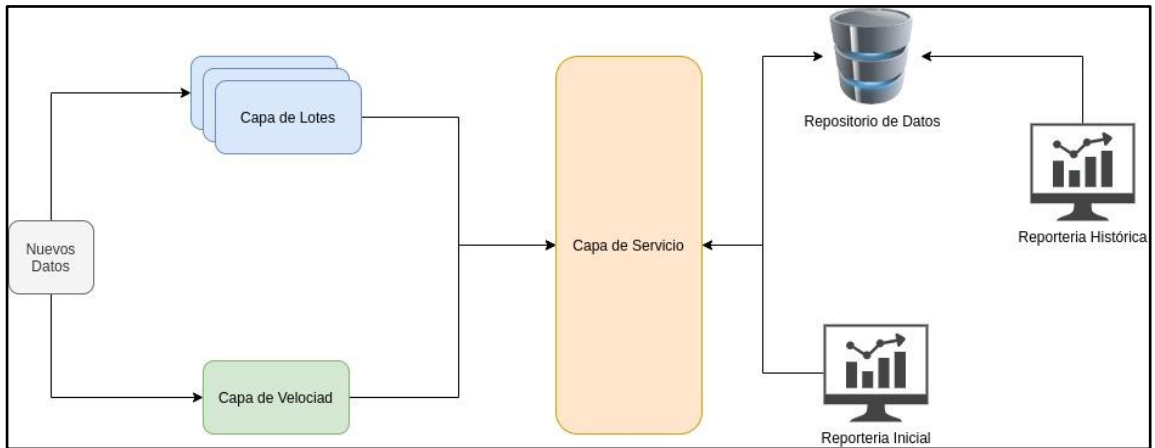 Nuevos
Datos
Capa de Lotes
Capa de Velociad
Capa de Servicio
Repositorio de Datos
Reporteria Histórica
Reporteria Inicial